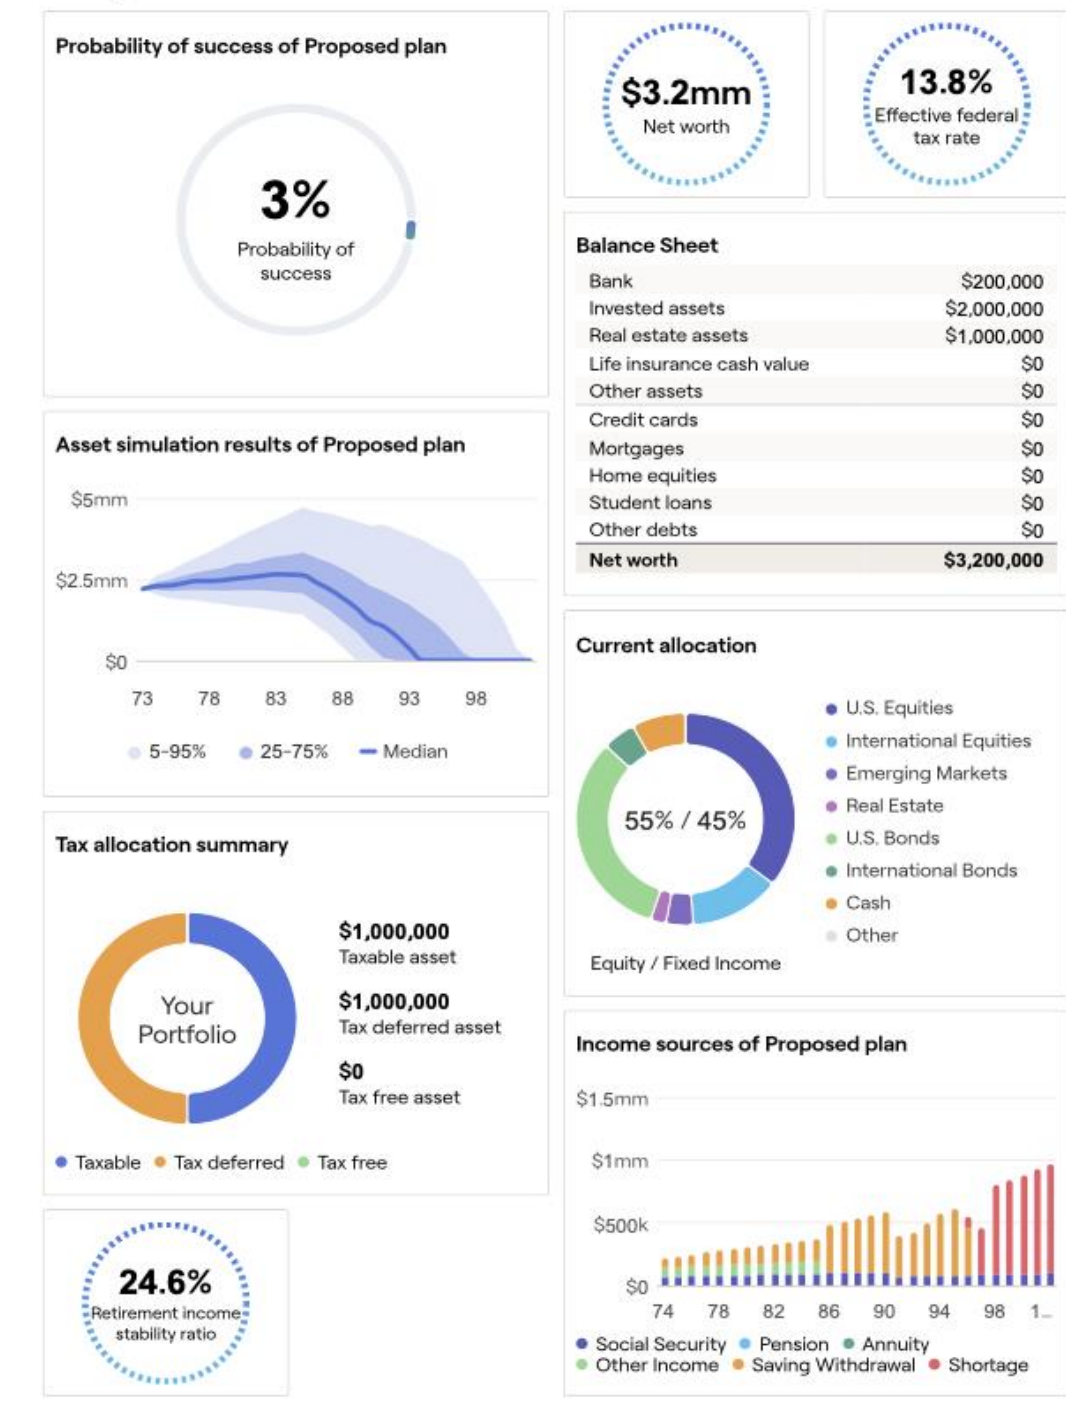 Probability of success of Proposed plan
3%
Probability of
success
$3.2mm
Net worth
13.8%
Effective federal
tax rate
Balance Sheet
Bank $200,000
Invested assets $2,000,000
Real estate assets $1,000,000
Life insurance cash value $0
Other assets $0
Credit cards $0
Mortgages $0
Home equities $0
Student loans $0
Other debts $0
Net worth $3,200,000
Asset simulation results of Proposed plan
$5mm
$2.5mm
$0
73 78 83 88 93 98
5-95% 25-75% Median
Current allocation
55% / 45%
Equity / Fixed Income
U.S. Equities
International Equities
Emerging Markets
Real Estate
U.S. Bonds
International Bonds
Cash
Other
Tax allocation summary
Your
Portfolio
$1,000,000
Taxable asset
$1,000,000
Tax deferred asset
$0
Tax free asset
Taxable Tax deferred Tax free
Income sources of Proposed plan
$1.5mm
$1mm
$500k
$0
74 78 82 86 90 94 98 1...
Social Security Pension Annuity
Other Income Saving Withdrawal Shortage
24.6%
Retirement income
stability ratio